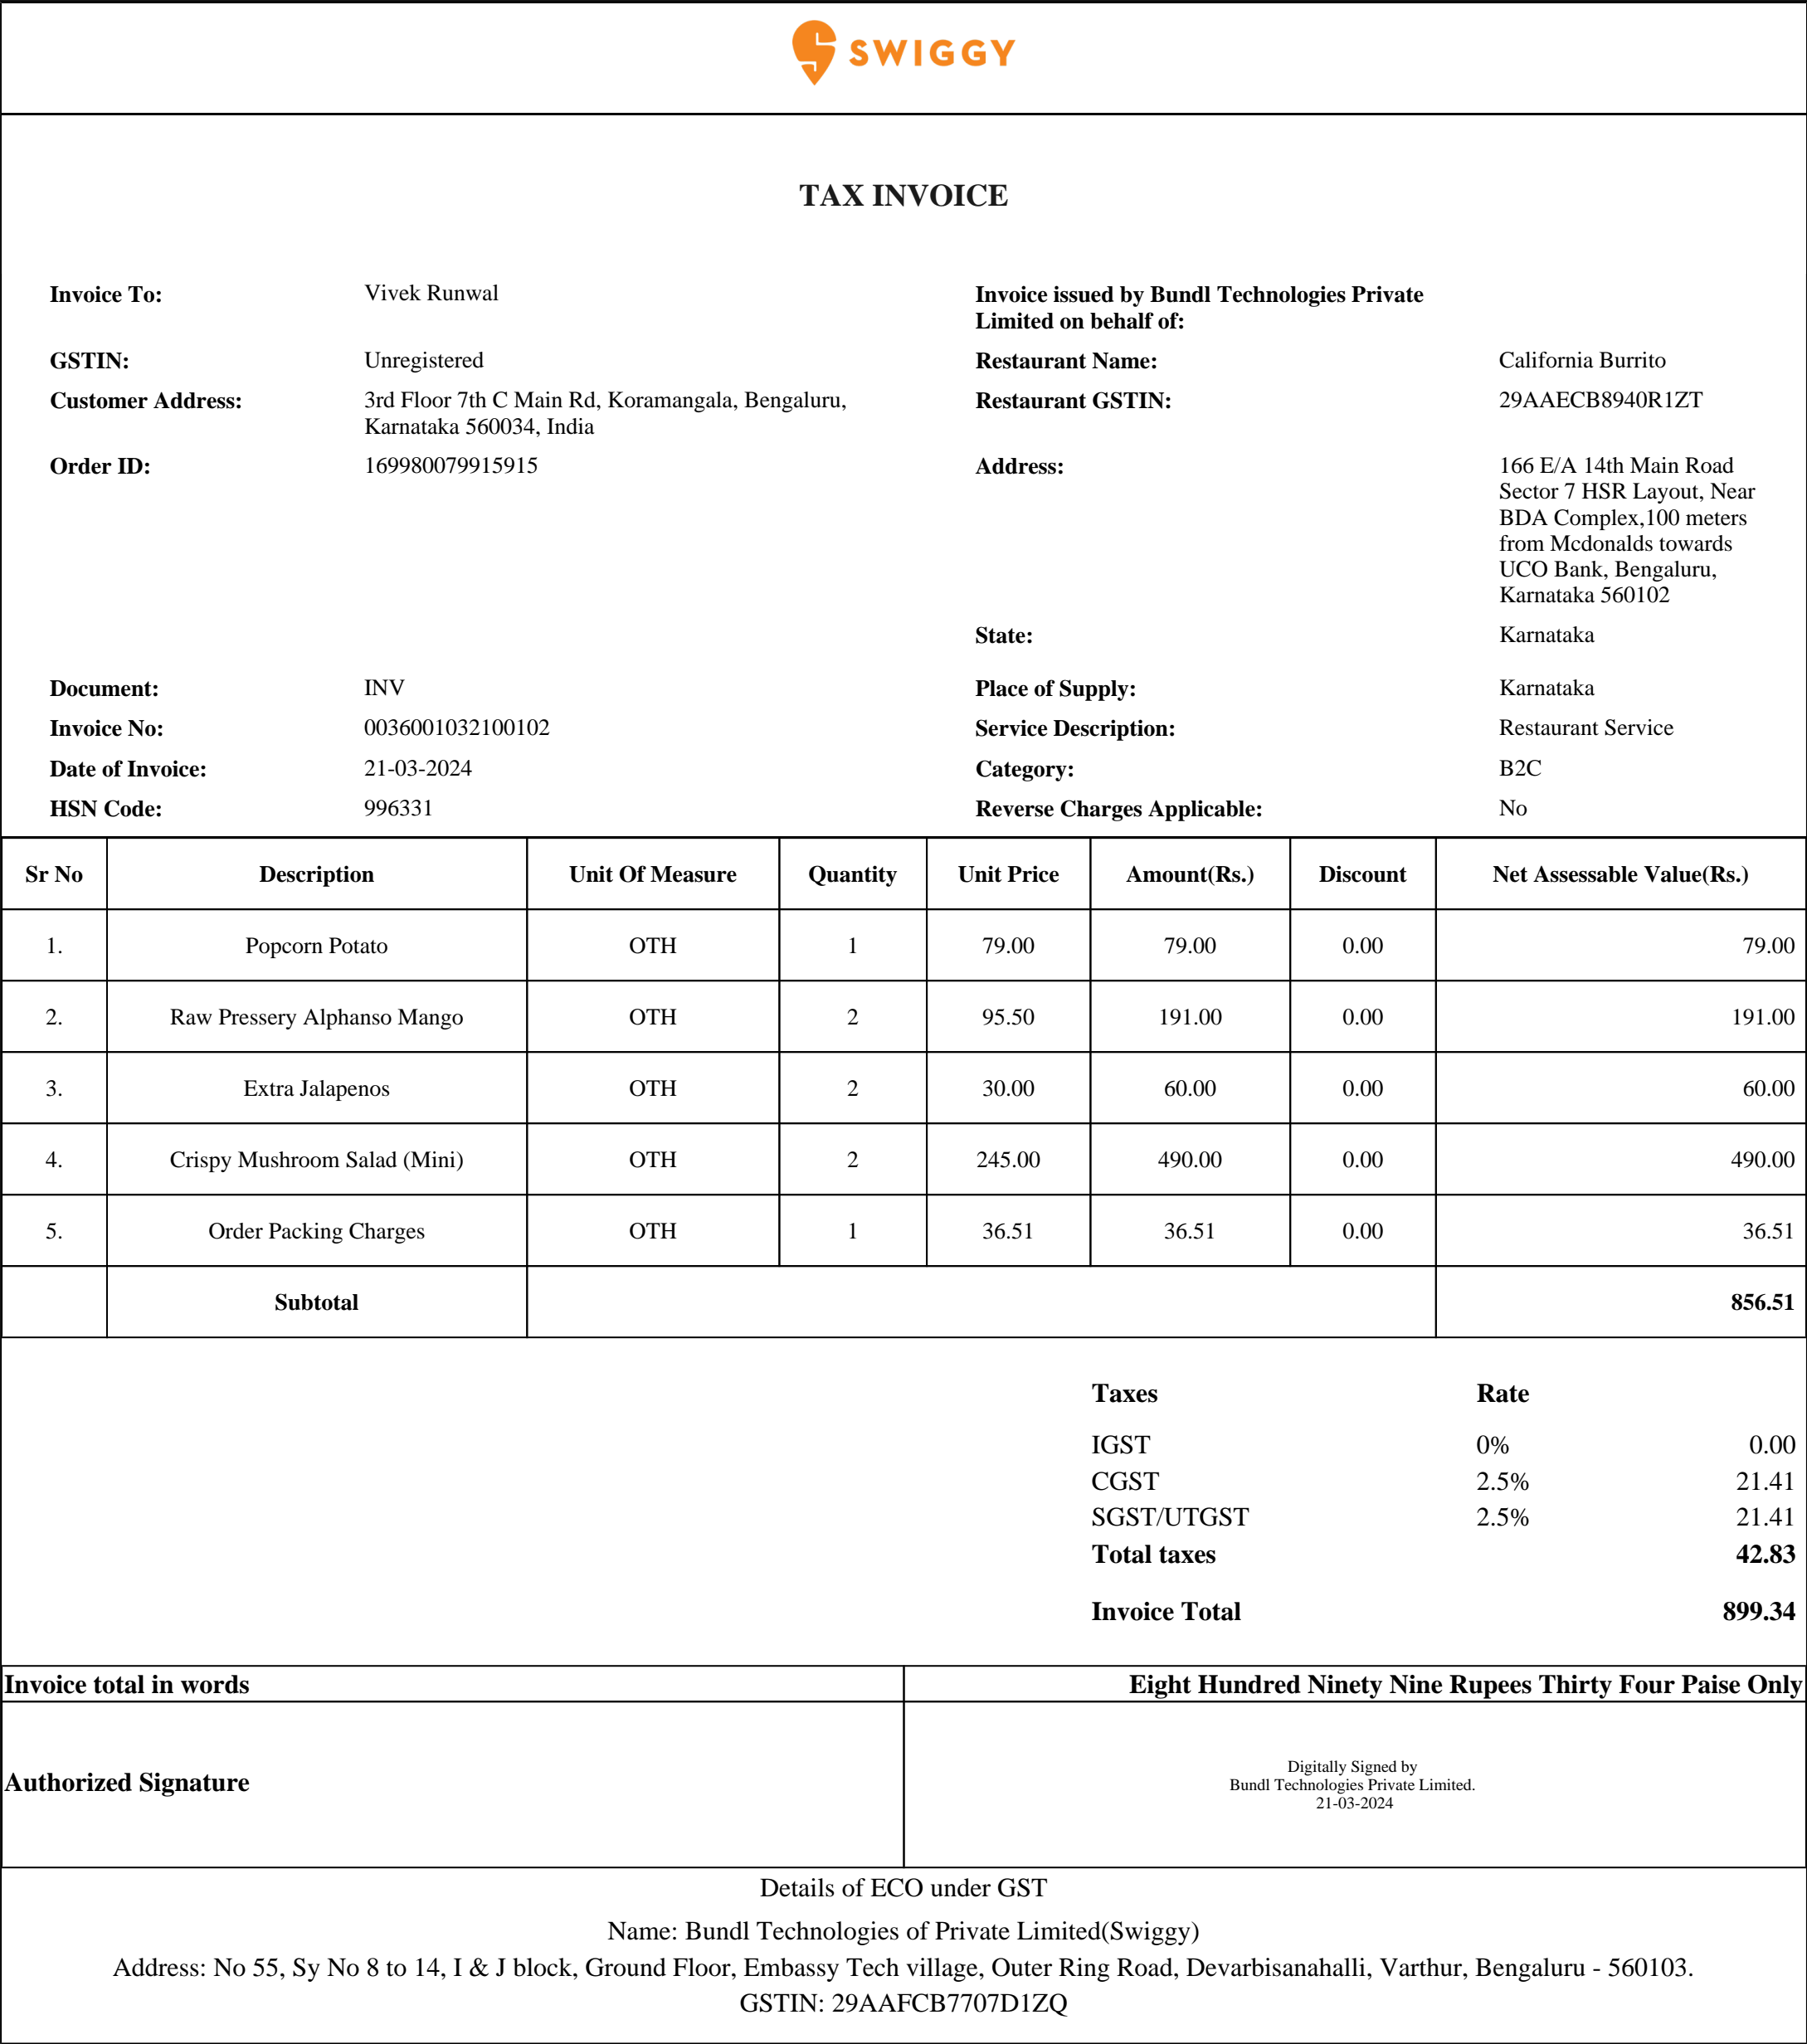 SWIGGY
TAX INVOICE
Invoice To: Vivek Runwal
Invoice issued by Bundl Technologies Private
Limited on behalf of:
GSTIN: Unregistered
Restaurant Name: California Burrito
Customer Address: 3rd Floor 7th C Main Rd, Koramangala, Bengaluru,
Karnataka 560034, India
Restaurant GSTIN: 29AAECB8940R1ZT
Order ID: 169980079915915
Address: 166 E/A 14th Main Road
Sector 7 HSR Layout, Near
BDA Complex,100 meters
from Mcdonalds towards
UCO Bank, Bengaluru,
Karnataka 560102
State: Karnataka
Document: INV
Place of Supply: Karnataka
Invoice No: 0036001032100102
Service Description: Restaurant Service
Date of Invoice: 21-03-2024
Category: B2C
HSN Code: 996331
Reverse Charges Applicable: No
Sr No Description Unit Of Measure Quantity Unit Price Amount(Rs.) Discount Net Assessable Value(Rs.)
1. Popcorn Potato OTH 1 79.00 79.00 0.00 79.00
2. Raw Pressery Alphanso Mango OTH 2 95.50 191.00 0.00 191.00
3. Extra Jalapenos OTH 2 30.00 60.00 0.00 60.00
4. Crispy Mushroom Salad (Mini) OTH 2 245.00 490.00 0.00 490.00
5. Order Packing Charges OTH 1 36.51 36.51 0.00 36.51
Subtotal 856.51
Taxes Rate
IGST 0% 0.00
CGST 2.5% 21.41
SGST/UTGST 2.5% 21.41
Total taxes 42.83
Invoice Total 899.34
Invoice total in words Eight Hundred Ninety Nine Rupees Thirty Four Paise Only
Authorized Signature
Digitally Signed by
Bundl Technologies Private Limited.
21-03-2024
Details of ECO under GST
Name: Bundl Technologies of Private Limited(Swiggy)
Address: No 55, Sy No 8 to 14, I & J block, Ground Floor, Embassy Tech village, Outer Ring Road, Devarbisanahalli, Varthur, Bengaluru - 560103.
GSTIN: 29AAFCB7707D1ZQ